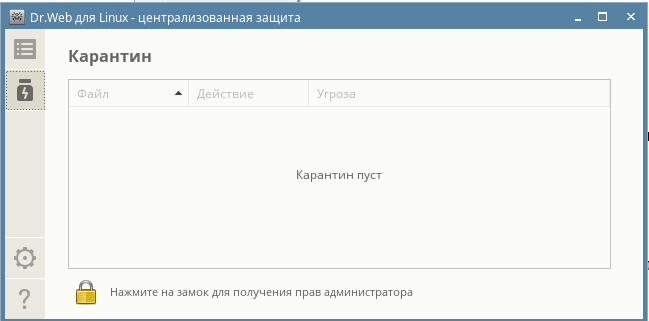 Dr.Web для Linux - централизованная защита
Карантин
Файл Действие Угроза
Карантин пуст
Нажмите на замок для получения прав администратора
?